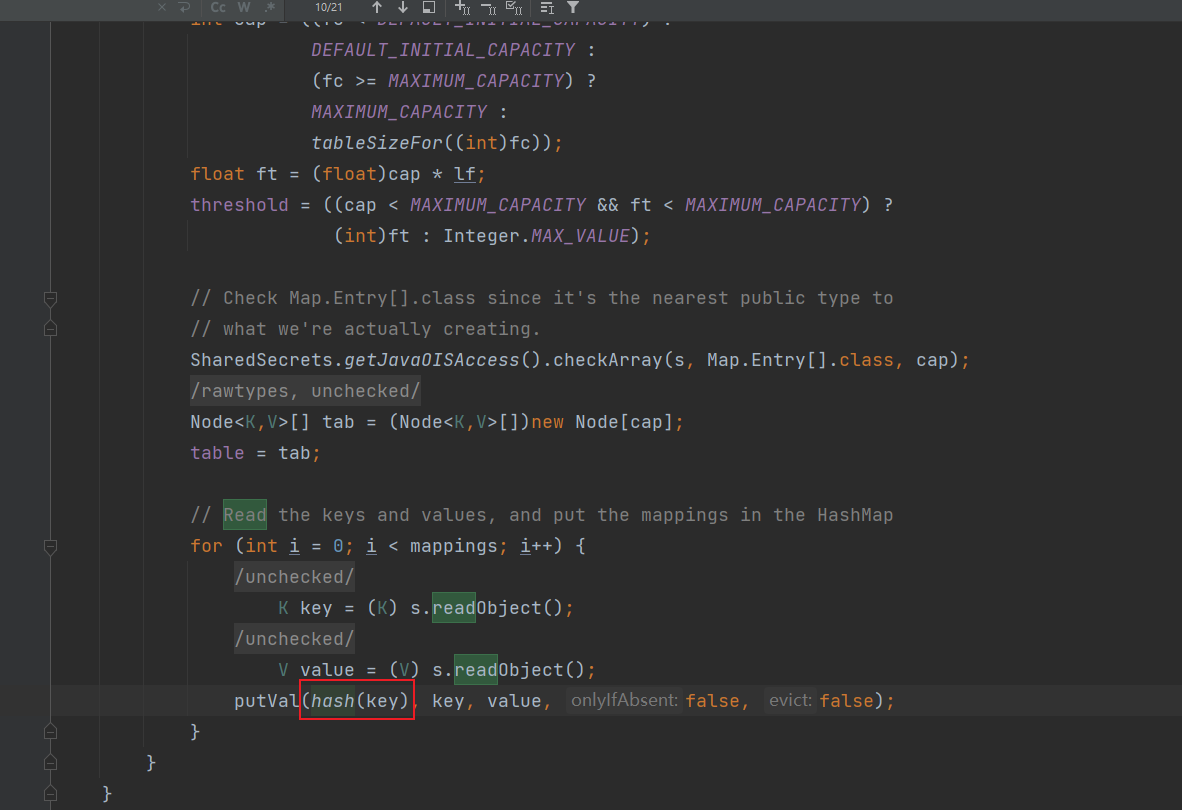 Cc W .* 10/21
int cap = ((fc < DEFAULT_INITIAL_CAPACITY) ?
DEFAULT_INITIAL_CAPACITY :
(fc >= MAXIMUM_CAPACITY) ?
MAXIMUM_CAPACITY :
tableSizeFor((int)fc));
float ft = (float)cap * lf;
threshold = ((cap < MAXIMUM_CAPACITY && ft < MAXIMUM_CAPACITY) ?
(int)ft : Integer.MAX_VALUE);
// Check Map.Entry[].class since it's the nearest public type to
// what we're actually creating.
SharedSecrets.getJavaOISAccess().checkArray(s, Map.Entry[].class, cap);
/rawtypes, unchecked/
Node<K,V>[] tab = (Node<K,V>[])new Node[cap];
table = tab;
// Read the keys and values, and put the mappings in the HashMap
for (int i = 0; i < mappings; i++) {
/unchecked/
K key = (K) s.readObject();
/unchecked/
V value = (V) s.readObject();
putVal(hash(key), key, value, onlyIfAbsent: false, evict: false);
}
}
}